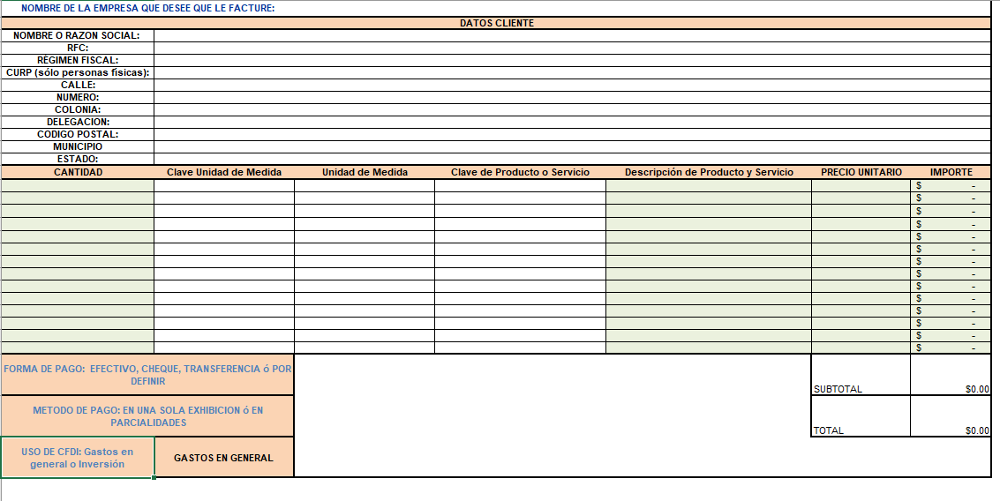 NOMBRE DE LA EMPRESA QUE DESEE QUE LE FACTURE:
DATOS CLIENTE
NOMBRE O RAZON SOCIAL:
RFC:
RÉGIMEN FISCAL:
CURP (sólo personas físicas):
CALLE:
NUMERO:
COLONIA:
DELEGACION:
CODIGO POSTAL:
MUNICIPIO
ESTADO:
CANTIDAD Clave Unidad de Medida Unidad de Medida Clave de Producto o Servicio Descripción de Producto y Servicio PRECIO UNITARIO IMPORTE
$ -
$ -
$ -
$ -
$ -
$ -
$ -
$ -
$ -
$ -
$ -
$ -
$ -
$ -
FORMA DE PAGO: EFECTIVO, CHEQUE, TRANSFERENCIA ó POR
DEFINIR
SUBTOTAL $0.00
METODO DE PAGO: EN UNA SOLA EXHIBICION ó EN
PARCIALIDADES
TOTAL $0.00
USO DE CFDI: Gastos en
general o Inversión
GASTOS EN GENERAL